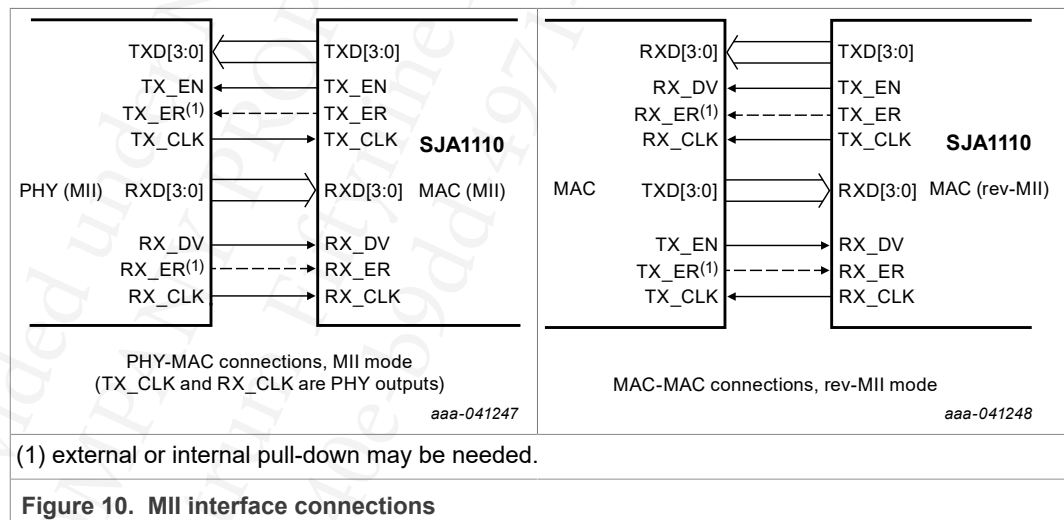 TXD[3:0] TXD[3:0]
TX_EN TX_EN
TX_ER(1) TX_ER
TX_CLK TX_CLK
SJA1110
PHY (MII) RXD[3:0] RXD[3:0] MAC (MII)
RX_DV RX_DV
RX_ER(1) RX_ER
RX_CLK RX_CLK
PHY-MAC connections, MII mode
(TX_CLK and RX_CLK are PHY outputs)
aaa-041247
RXD[3:0] TXD[3:0]
RX_DV TX_EN
RX_ER(1) TX_ER
RX_CLK TX_CLK
SJA1110
MAC TXD[3:0] RXD[3:0] MAC (rev-MII)
TX_EN RX_DV
TX_ER(1) RX_ER
TX_CLK RX_CLK
MAC-MAC connections, rev-MII mode
aaa-041248
(1) external or internal pull-down may be needed.
Figure 10. MII interface connections